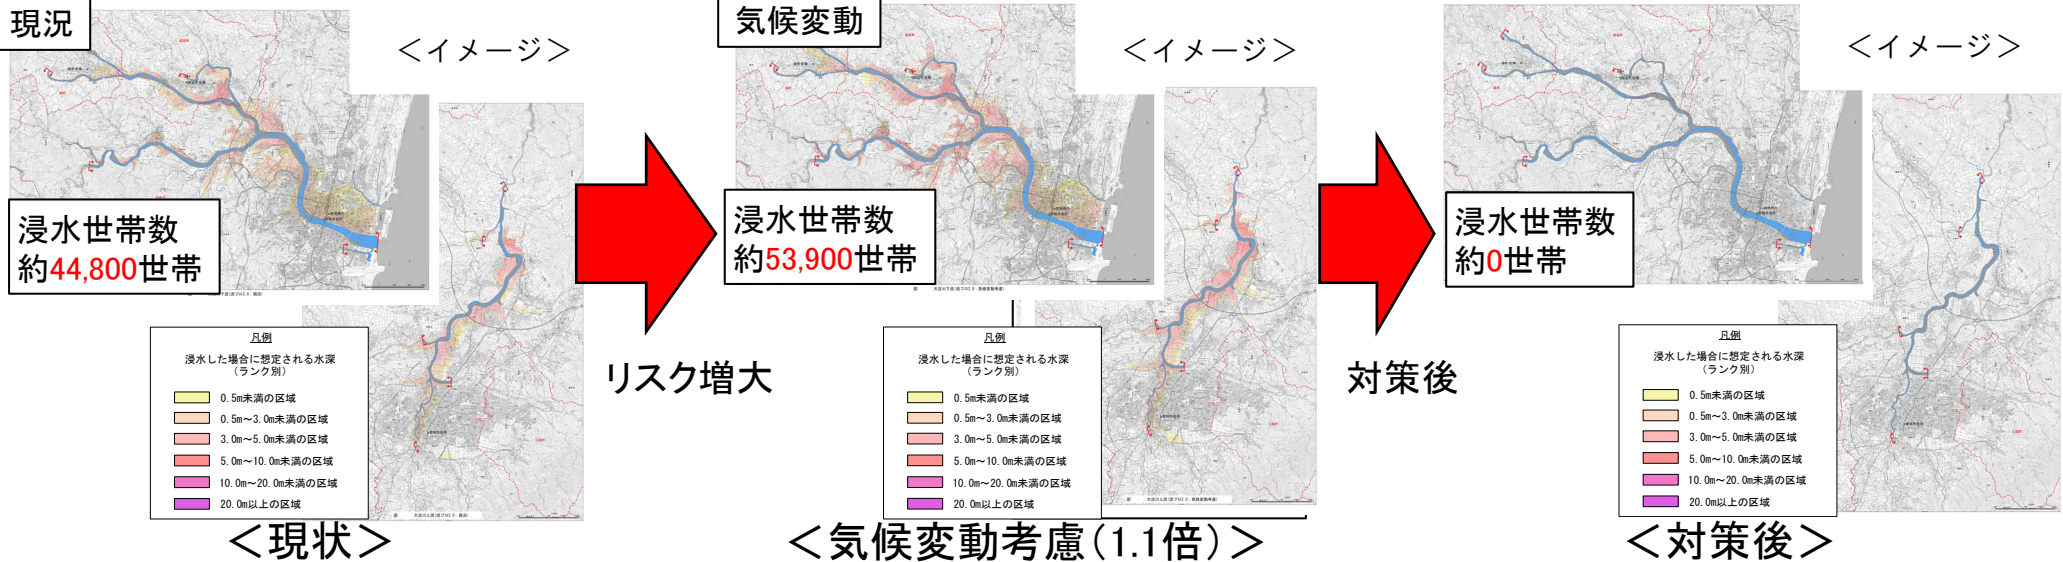 現況
＜イメージ＞
浸水世帯数
約44,800世帯
凡例
浸水した場合に想定される水深
（ランク別）
0.5m未満の区域
0.5m～3.0m未満の区域
3.0m～5.0m未満の区域
5.0m～10.0m未満の区域
10.0m～20.0m未満の区域
20.0m以上の区域
＜現状＞
リスク増大
気候変動
＜イメージ＞
浸水世帯数
約53,900世帯
凡例
浸水した場合に想定される水深
（ランク別）
0.5m未満の区域
0.5m～3.0m未満の区域
3.0m～5.0m未満の区域
5.0m～10.0m未満の区域
10.0m～20.0m未満の区域
20.0m以上の区域
＜気候変動考慮（1.1倍）＞
対策後
＜イメージ＞
浸水世帯数
約0世帯
凡例
浸水した場合に想定される水深
（ランク別）
0.5m未満の区域
0.5m～3.0m未満の区域
3.0m～5.0m未満の区域
5.0m～10.0m未満の区域
10.0m～20.0m未満の区域
20.0m以上の区域
＜対策後＞